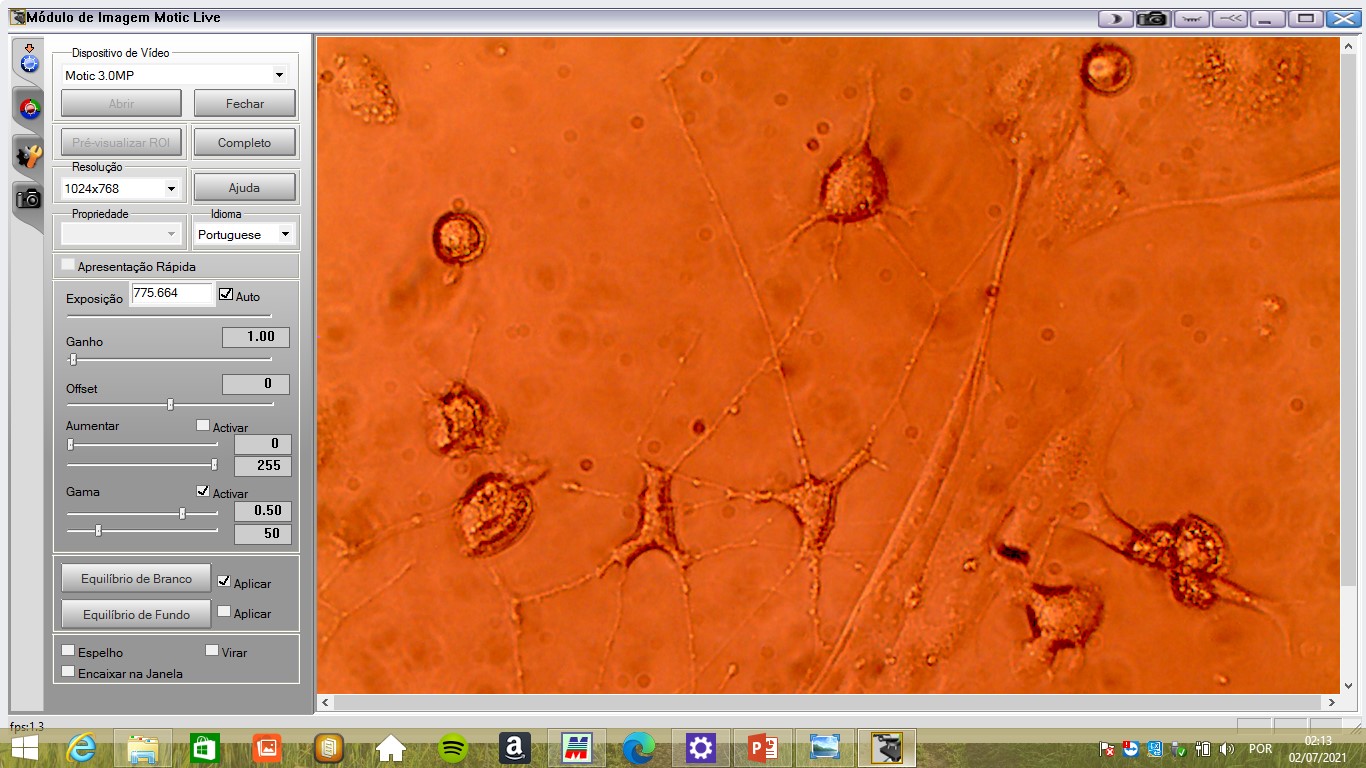 Módulo de Imagem Motic Live
Dispositivo de Vídeo
Motic 3.0MP
Abrir
Fechar
Pré-visualizar ROI
Completo
Resolução
1024x768
Ajuda
Propriedade
Idioma
Portuguese
Apresentação Rápida
Exposição
775.664
Auto
Ganho
1.00
Offset
0
Aumentar
Activar
0
255
Gama
Activar
0.50
50
Equilíbrio de Branco
Aplicar
Equilíbrio de Fundo
Aplicar
Espelho
Virar
Encaixar na Janela
fps:1.3
POR
02:13
02/07/2021